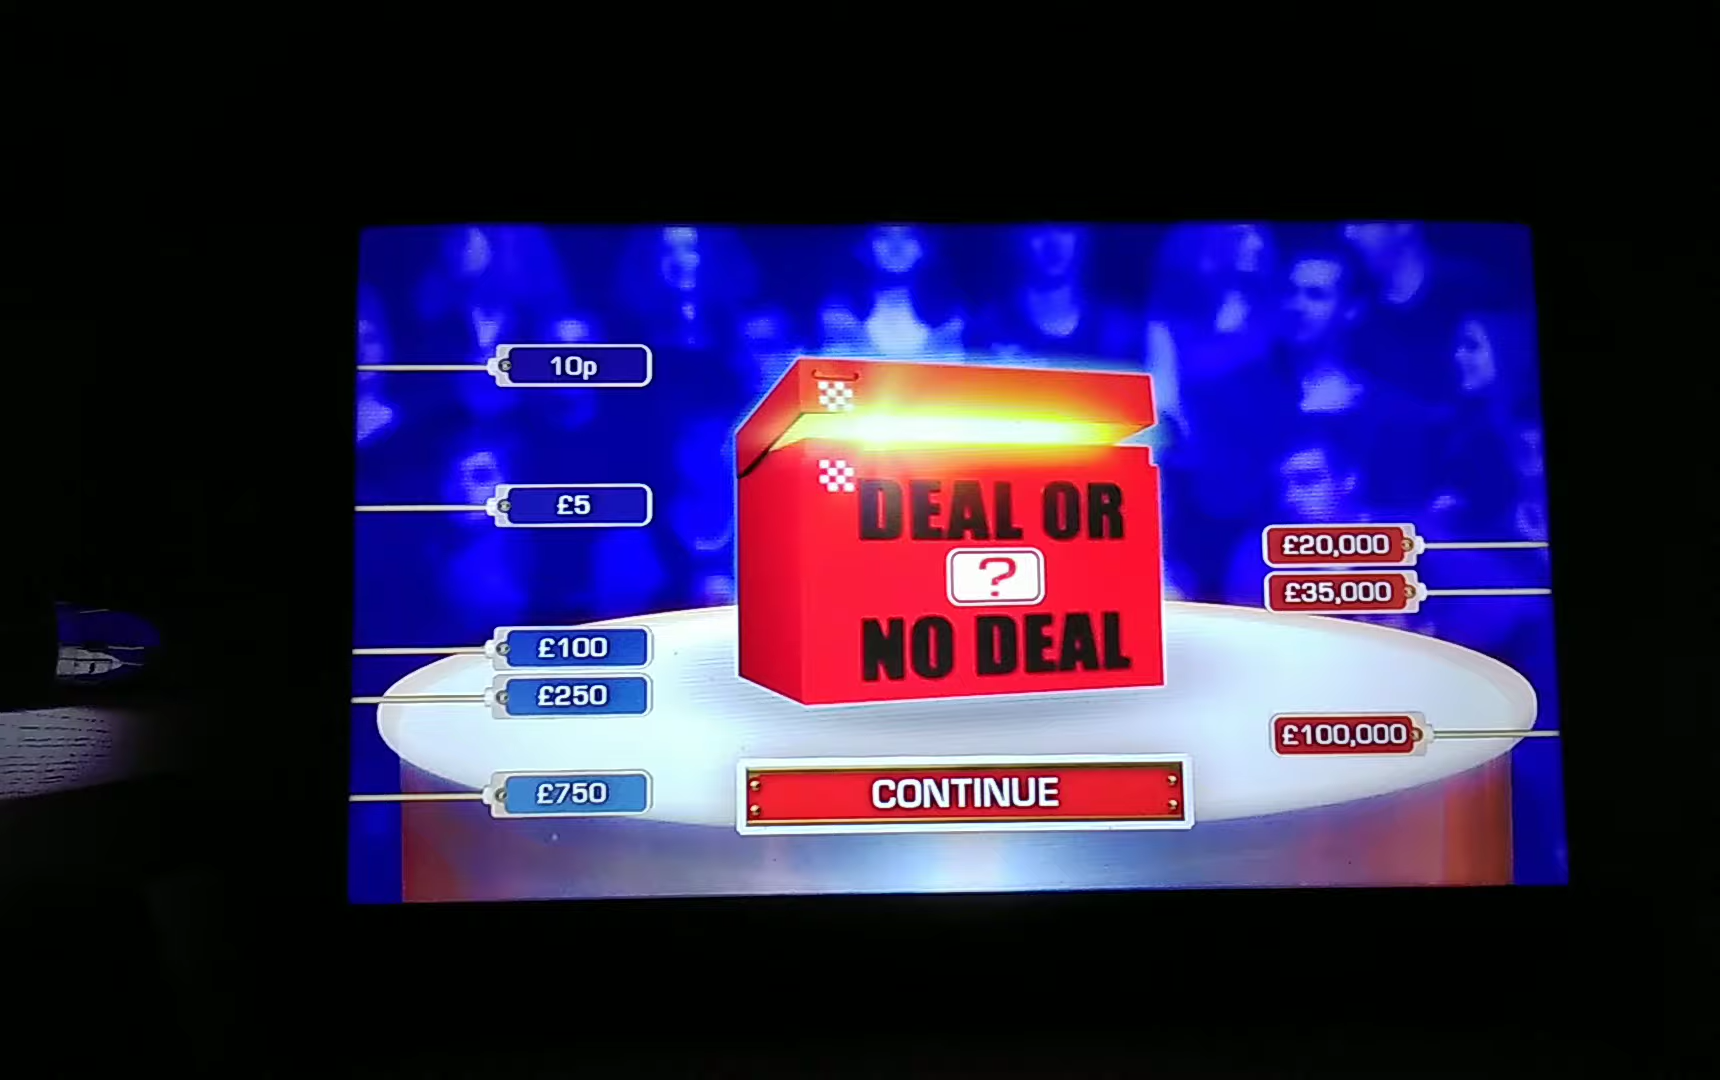 10p
£5
£100
£250
£750
DEAL OR
?
NO DEAL
CONTINUE
£20,000
£35,000
£100,000